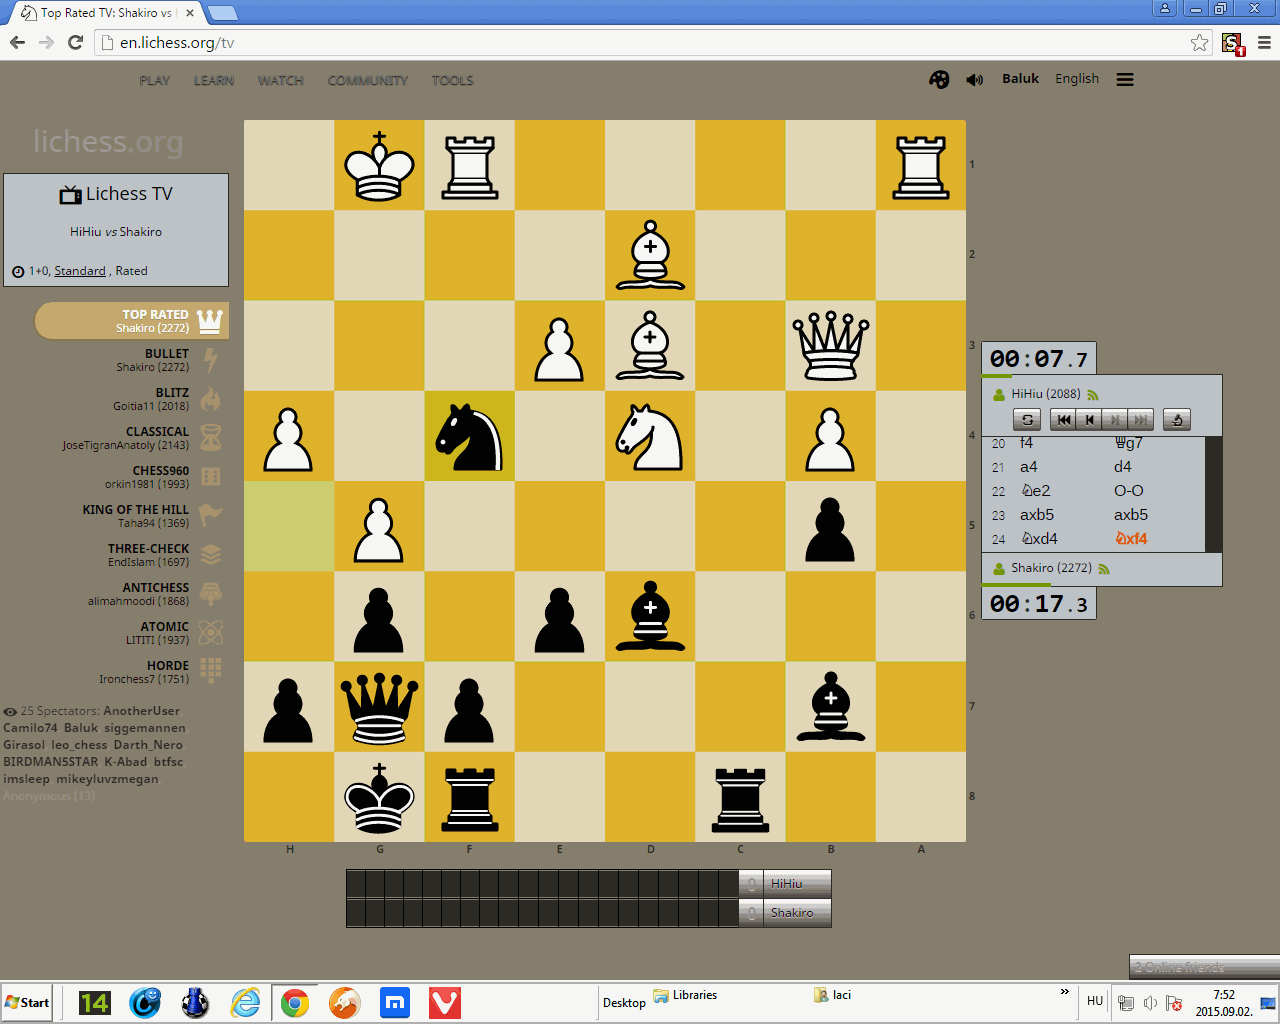 Top Rated TV: Shakiro vs
en.lichess.org/tv
PLAY LEARN WATCH COMMUNITY TOOLS
Baluk English
lichess.org
Lichess TV
HiHiu vs Shakiro
1+0, Standard , Rated
TOP RATED
Shakiro (2272)
BULLET
Shakiro (2272)
BLITZ
Goitia11 (2018)
CLASSICAL
JoseTigranAnatoly (2143)
CHESS960
orkin1981 (1993)
KING OF THE HILL
Taha94 (1369)
THREE-CHECK
EndIslam (1697)
ANTICHESS
alimahmoodi (1868)
ATOMIC
LITITI (1937)
HORDE
Ironchess7 (1751)
25 Spectators: AnotherUser
Camilo74 Baluk siggemannen
Girasol leo_chess Darth_Nero
BIRDMAN5STAR K-Abad btfsc
imsleep mikeyluvzmegan
Anonymous (13)
1
2
3
4
5
6
7
8
H G F E D C B A
00:07.7
HiHiu (2088)
20 f4 ♕g7
21 a4 d4
22 ♘e2 O-O
23 axb5 axb5
24 ♘xd4 ♘xf4
Shakiro (2272)
00:17.3
0 HiHiu
0 Shakiro
2 Online friends
Start
14
Desktop
Libraries
laci
»
HU
7:52
2015.09.02.